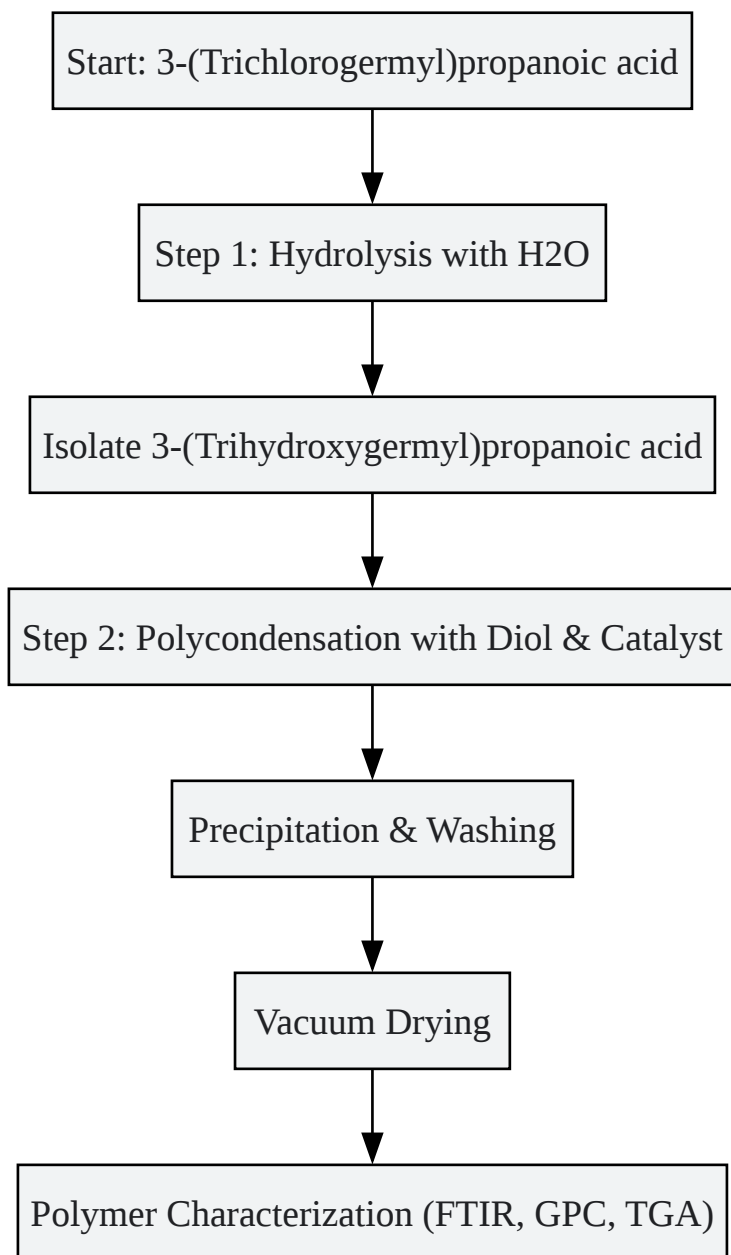 Start: 3-(Trichlorogermyl)propanoic acid
Step 1: Hydrolysis with H2O
Isolate 3-(Trihydroxygermyl)propanoic acid
Step 2: Polycondensation with Diol & Catalyst
Precipitation & Washing
Vacuum Drying
Polymer Characterization (FTIR, GPC, TGA)